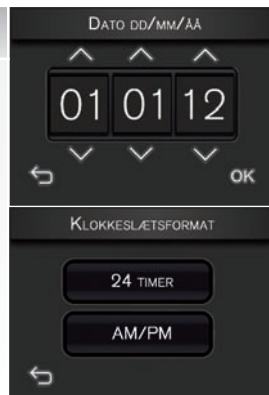 DATO DD/MM/ÅÅ
01 01 12
OK
KLOKKESLÆTSFORMAT
24 TIMER
AM/PM